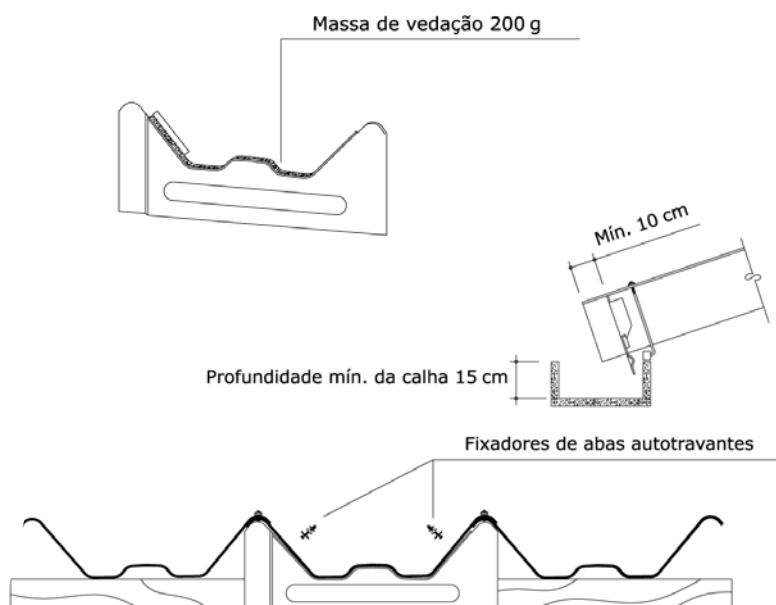 Massa de vedação 200 g
Mín. 10 cm
Profundidade mín. da calha 15 cm
Fixadores de abas autotravantes